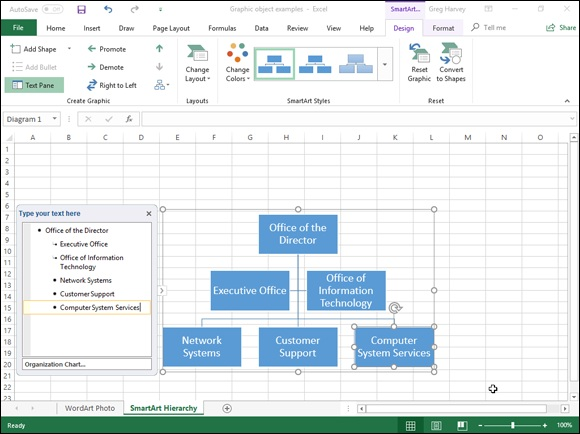 AutoSave Off
Graphic object examples - Excel
SmartArt...
Greg Harvey
File Home Insert Draw Page Layout Formulas Data Review View Design Format Tell me Share
Add Shape Promote
Add Bullet Demote
Text Pane Right to Left
Create Graphic
Change
Layout
Layouts
Change
Colors
SmartArt Styles
Reset
Graphic
Convert
to Shapes
Reset
Diagram 1
fx
A B C D E F G H I J K L M N O
1
2
3
4
5
6
7
8
9
10
11
12
13
14
15
16
17
18
19
20
21
22
23
Type your text here
Office of the Director
Executive Office
Office of Information
Technology
Network Systems
Customer Support
Computer System Services
Organization Chart...
Office of the
Director
Executive Office
Office of
Information
Technology
Network
Systems
Customer
Support
Computer
System Services
WordArt Photo SmartArt Hierarchy
Ready
100%